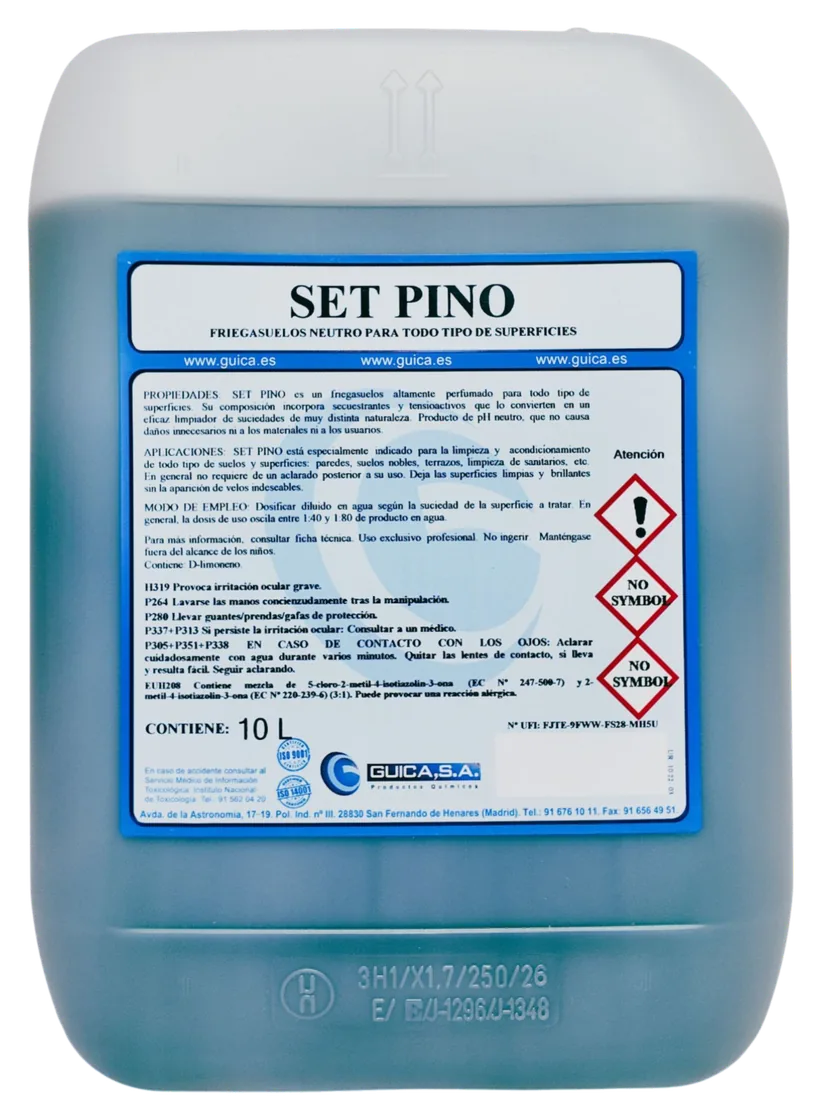 SET PINO
FRIEGASUELOS NEUTRO PARA TODO TIPO DE SUPERFICIES
www.guica.es www.guica.es www.guica.es
PROPIEDADES: SET PINO es un friegasuelos altamente perfumado para todo tipo de
superficies. Su composición incorpora secuestrantes y tensioactivos que lo convierten en un
eficaz limpiador de suciedades de muy distinta naturaleza. Producto de pH neutro, que no causa
daños innecesarios ni a los materiales ni a los usuarios.
APLICACIONES: SET PINO está especialmente indicado para la limpieza y acondicionamiento
de todo tipo de suelos y superficies: paredes, suelos nobles, terrazos, limpieza de sanitarios, etc.
En general no requiere de un aclarado posterior a su uso. Deja las superficies limpias y brillantes
sin la aparición de velos indeseables.
MODO DE EMPLEO: Dosificar diluido en agua según la suciedad de la superficie a tratar. En
general, la dosis de uso oscila entre 1:40 y 1:80 de producto en agua.
Para más información, consultar ficha técnica. Uso exclusivo profesional. No ingerir. Manténgase
fuera del alcance de los niños.
Contiene: D-limoneno.
H319 Provoca irritación ocular grave.
P264 Lavarse las manos concienzudamente tras la manipulación.
P280 Llevar guantes/prendas/gafas de protección.
P337+P313 Si persiste la irritación ocular: Consultar a un médico.
P305+P351+P338 EN CASO DE CONTACTO CON LOS OJOS: Aclarar
cuidadosamente con agua durante varios minutos. Quitar las lentes de contacto, si lleva
y resulta fácil. Seguir aclarando.
EUH208 Contiene mezcla de 5-cloro-2-metil-4-isotiazolin-3-ona (EC Nº 247-500-7) y 2-
metil-4-isotiazolin-3-ona (EC Nº 220-239-6) (3:1). Puede provocar una reacción alérgica.
Atención
!
NO
SYMBOL
NO
SYMBOL
CONTIENE: 10 L
Nº UFI: FJTE-9FWW-FS28-MH5U
ISO 9001
ISO 14001
En caso de accidente consultar al
Servicio Médico de Información
Toxicológica. Instituto Nacional
de Toxicología. Tel.: 91 562 04 20
GUICA,S.A.
Productos Químicos
Avda. de la Astronomía, 17-19. Pol. Ind. nº III. 28830 San Fernando de Henares (Madrid). Tel.: 91 676 10 11. Fax: 91 656 49 51
3H1/X1,7/250/26
J-1296/J-1348